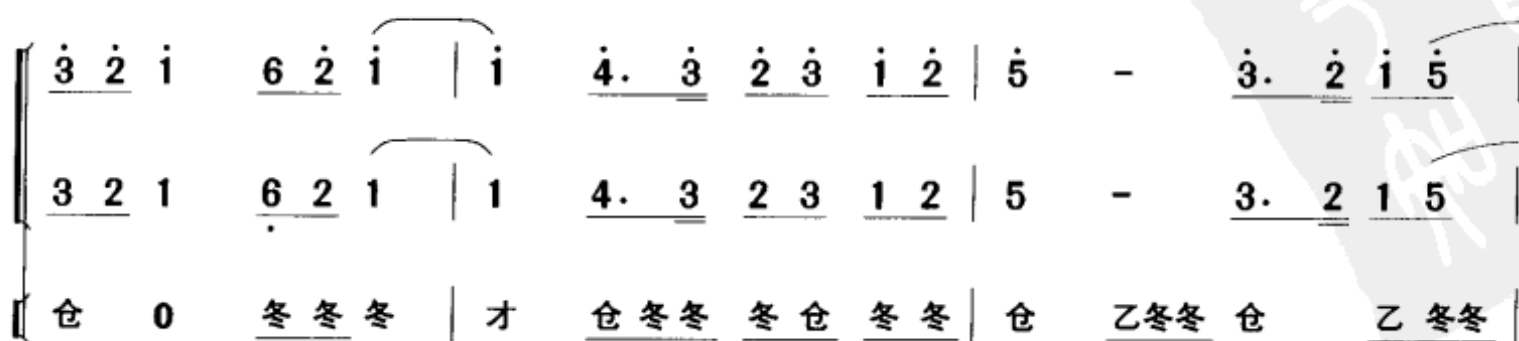 3̇ 2̇ 1̇ 6 2̇ 1̇ | 1̇ 4̇. 3̇ 2̇ 3̇ 1̇ 2̇ | 5̇ - 3̇. 2̇ 1̇ 5̇ |
3 2 1 6̣ 2 1 | 1 4. 3 2 3 1 2 | 5 - 3. 2 1 5 |
仓 0 冬冬冬 | 才 仓冬冬 冬仓 冬冬 | 仓 乙冬冬 仓 乙冬冬 |